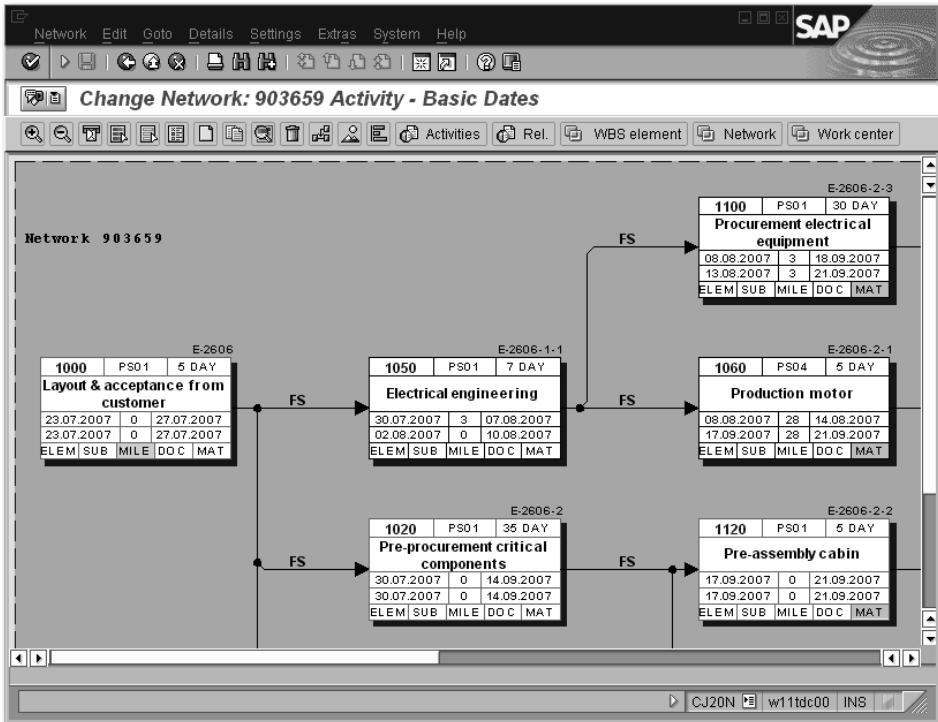 SAP
Network Edit Goto Details Settings Extras System Help
Change Network: 903659 Activity - Basic Dates
Activities Rel. WBS element Network Work center
Network 903659
E-2606-2-3
1100 PS01 30 DAY
Procurement electrical
equipment
08.08.2007 3 18.09.2007
13.08.2007 3 21.09.2007
ELEM SUB MILE DOC MAT
FS
E-2606
1000 PS01 5 DAY
Layout & acceptance from
customer
23.07.2007 0 27.07.2007
23.07.2007 0 27.07.2007
ELEM SUB MILE DOC MAT
FS
E-2606-1-1
1050 PS01 7 DAY
Electrical engineering
30.07.2007 3 07.08.2007
02.08.2007 0 10.08.2007
ELEM SUB MILE DOC MAT
FS
E-2606-2-1
1060 PS04 5 DAY
Production motor
08.08.2007 28 14.08.2007
17.09.2007 28 21.09.2007
ELEM SUB MILE DOC MAT
FS
E-2606-2
1020 PS01 35 DAY
Pre-procurement critical
components
30.07.2007 0 14.09.2007
30.07.2007 0 14.09.2007
ELEM SUB MILE DOC MAT
FS
E-2606-2-2
1120 PS01 5 DAY
Pre-assembly cabin
17.09.2007 0 21.09.2007
17.09.2007 0 21.09.2007
ELEM SUB MILE DOC MAT
CJ20N w11tdc00 INS